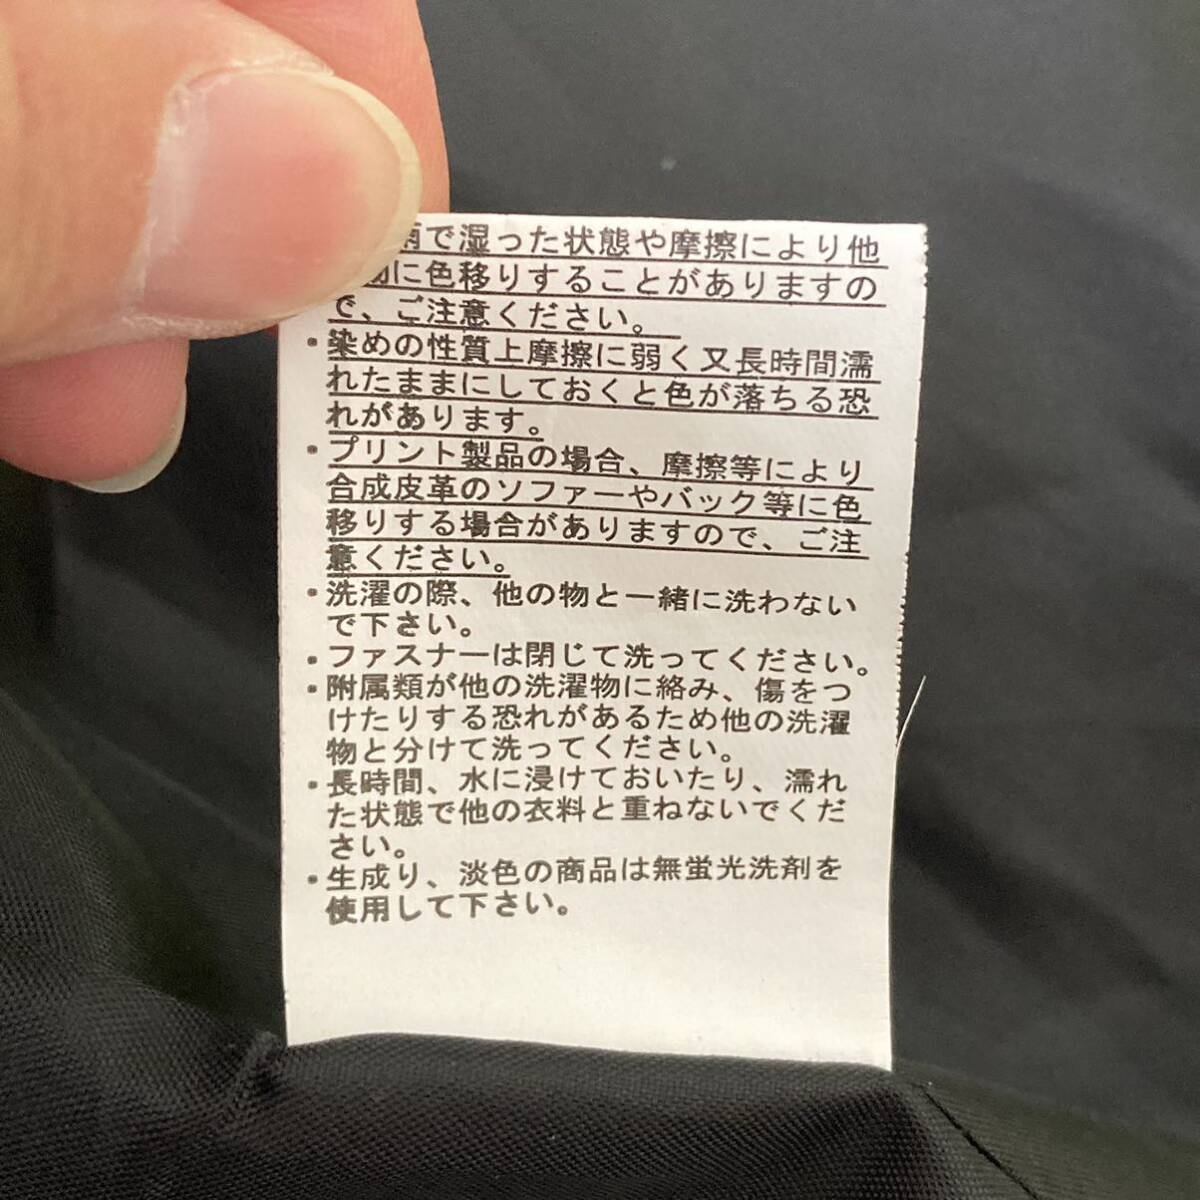 で湿った状態や摩擦により他
に色移りすることがありますの
で、ご注意ください。
・染めの性質上摩擦に弱く又長時間濡
れたままにしておくと色が落ちる恐
れがあります。
・プリント製品の場合、摩擦等により
合成皮革のソファーやバック等に色
移りする場合がありますので、ご注
意ください。
・洗濯の際、他の物と一緒に洗わない
で下さい。
・ファスナーは閉じて洗ってください。
・附属類が他の洗濯物に絡み、傷をつ
けたりする恐れがあるため他の洗濯
物と分けて洗ってください。
・長時間、水に浸けておいたり、濡れ
た状態で他の衣料と重ねないでくだ
さい。
・生成り、淡色の商品は無蛍光洗剤を
使用して下さい。